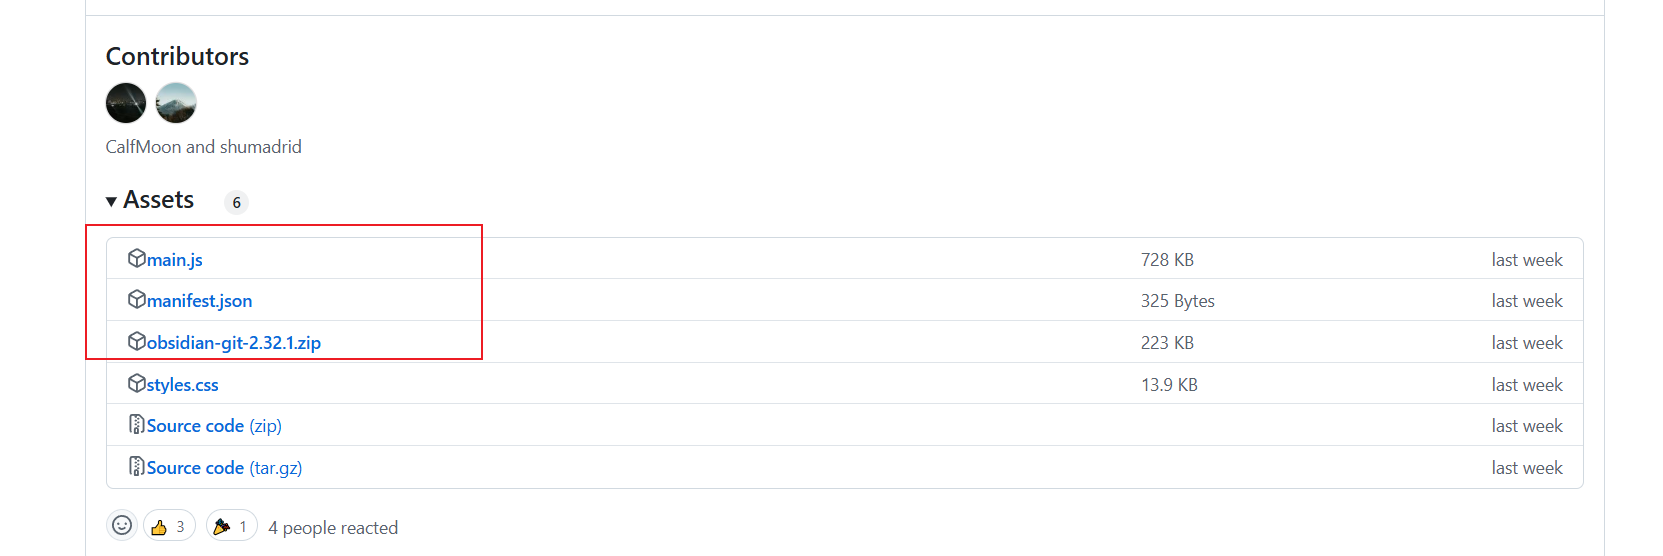 Contributors
CalfMoon and shumadrid
Assets 6
main.js 728 KB last week
manifest.json 325 Bytes last week
obsidian-git-2.32.1.zip 223 KB last week
styles.css 13.9 KB last week
Source code (zip) last week
Source code (tar.gz) last week
3 1 4 people reacted